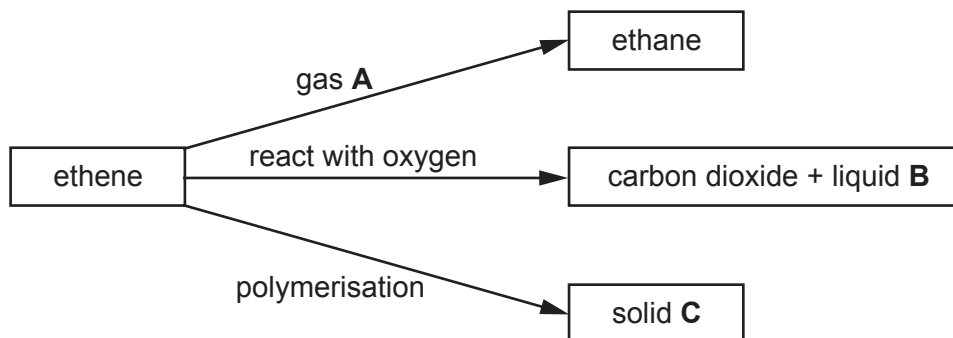 ethane
gas A
react with oxygen
ethene
carbon dioxide + liquid B
polymerisation
solid C